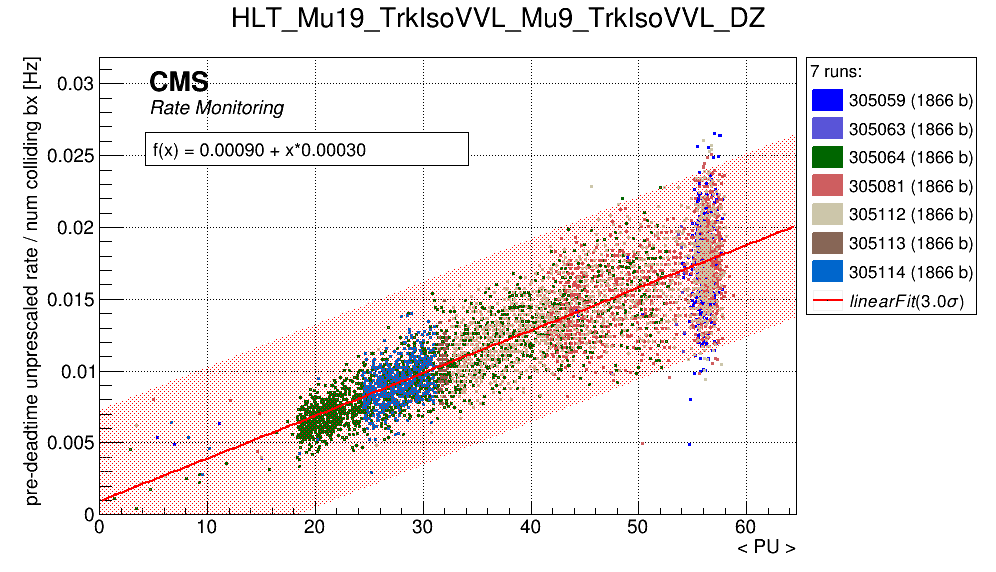 HLT_Mu19_TrkIsoVVL_Mu9_TrkIsoVVL_DZ
pre-deadtime unprescaled rate / num colliding bx [Hz]
0.03
0.025
0.02
0.015
0.01
0.005
0
CMS
Rate Monitoring
f(x) = 0.00090 + x*0.00030
0 10 20 30 40 50 60
< PU >
7 runs:
305059 (1866 b)
305063 (1866 b)
305064 (1866 b)
305081 (1866 b)
305112 (1866 b)
305113 (1866 b)
305114 (1866 b)
linearFit(3.0σ)